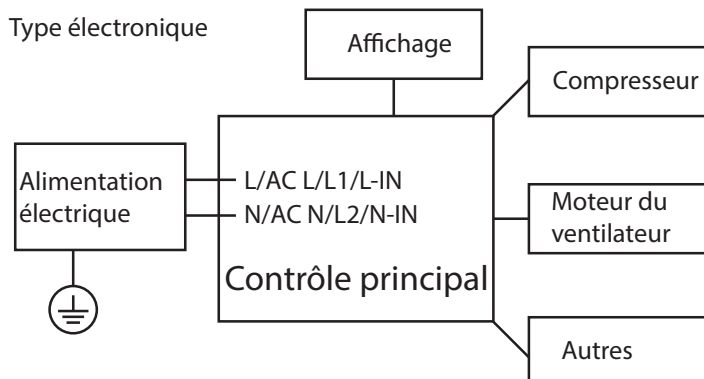 Type électronique
Affichage
Compresseur
Alimentation
électrique
L/AC L/L1/L-IN
N/AC N/L2/N-IN
Moteur du
ventilateur
Contrôle principal
Autres